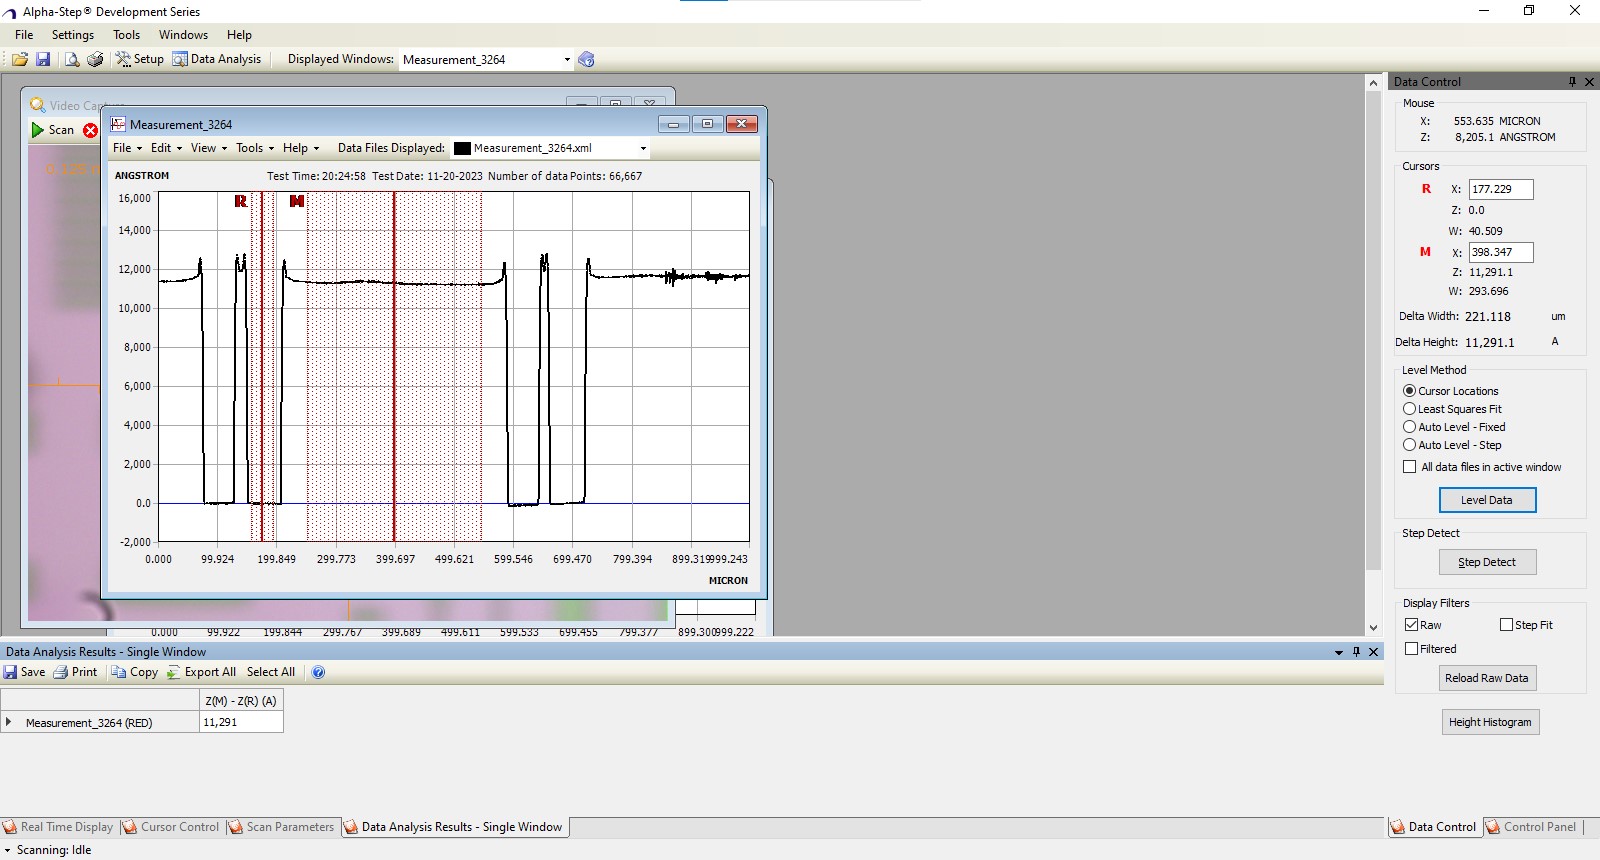 Alpha-Step® Development Series
File Settings Tools Windows Help
Setup Data Analysis Displayed Windows: Measurement_3264
Video Cap
Scan
Measurement_3264
File Edit View Tools Help Data Files Displayed: Measurement_3264.xml
ANGSTROM Test Time: 20:24:58 Test Date: 11-20-2023 Number of data Points: 66,667
R M
16,000
14,000
12,000
10,000
8,000
6,000
4,000
2,000
0.0
-2,000
0.000 99.924 199.849 299.773 399.697 499.621 599.546 699.470 799.394 899.319 999.243
MICRON
0.000 99.922 199.844 299.767 399.689 499.611 599.533 699.455 799.377 899.300 999.222
Data Control
Mouse
X: 553.635 MICRON
Z: 8,205.1 ANGSTROM
Cursors
R X: 177.229
Z: 0.0
W: 40.509
M X: 398.347
Z: 11,291.1
W: 293.696
Delta Width: 221.118 um
Delta Height: 11,291.1 A
Level Method
Cursor Locations
Least Squares Fit
Auto Level - Fixed
Auto Level - Step
All data files in active window
Level Data
Step Detect
Step Detect
Display Filters
Raw Step Fit
Filtered
Reload Raw Data
Height Histogram
Data Analysis Results - Single Window
Save Print Copy Export All Select All
Z(M) - Z(R) (A)
Measurement_3264 (RED) 11,291
Real Time Display Cursor Control Scan Parameters Data Analysis Results - Single Window
Data Control Control Panel
Scanning: Idle